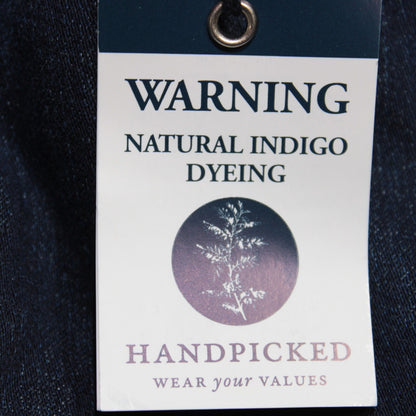 WARNING
NATURAL INDIGO
DYEING
HANDPICKED
WEAR your VALUES